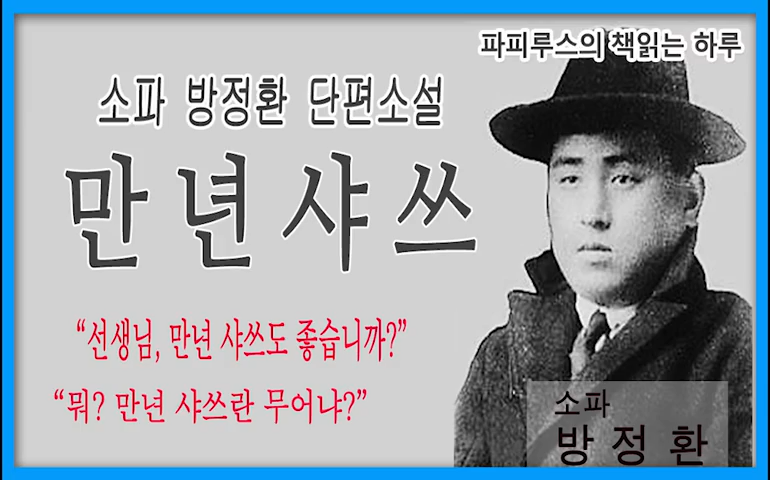 파피루스의 책읽는 하루
소파 방정환 단편소설
만년샤쓰
“선생님, 만년 샤쓰도 좋습니까?”
“뭐? 만년 샤쓰란 무어냐?”
소파
방정환